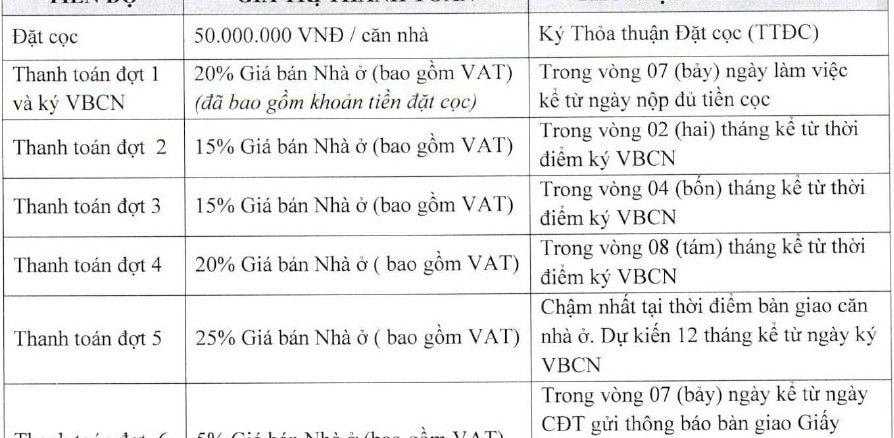 Đặt cọc
50.000.000 VNĐ / căn nhà
Ký Thỏa thuận Đặt cọc (TTĐC)
Thanh toán đợt 1
và ký VBCN
20% Giá bán Nhà ở (bao gồm VAT)
(đã bao gồm khoản tiền đặt cọc)
Trong vòng 07 (bảy) ngày làm việc
kể từ ngày nộp đủ tiền cọc
Thanh toán đợt 2
15% Giá bán Nhà ở (bao gồm VAT)
Trong vòng 02 (hai) tháng kể từ thời
điểm ký VBCN
Thanh toán đợt 3
15% Giá bán Nhà ở (bao gồm VAT)
Trong vòng 04 (bốn) tháng kể từ thời
điểm ký VBCN
Thanh toán đợt 4
20% Giá bán Nhà ở ( bao gồm VAT)
Trong vòng 08 (tám) tháng kể từ thời
điểm ký VBCN
Thanh toán đợt 5
25% Giá bán Nhà ở ( bao gồm VAT)
Chậm nhất tại thời điểm bàn giao căn
nhà ở. Dự kiến 12 tháng kể từ ngày ký
VBCN
5% Giá bán Nhà ở (bao gồm VAT)
Trong vòng 07 (bảy) ngày kể từ ngày
CĐT gửi thông báo bàn giao Giấy